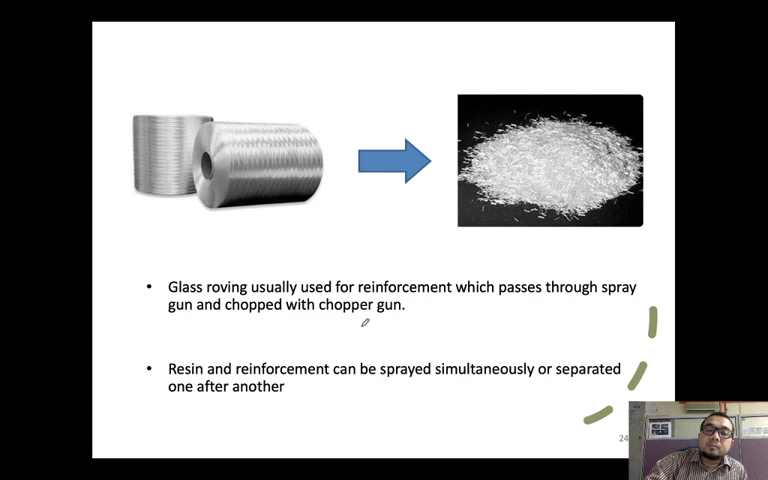 • Glass roving usually used for reinforcement which passes through spray
gun and chopped with chopper gun.
• Resin and reinforcement can be sprayed simultaneously or separated
one after another
24